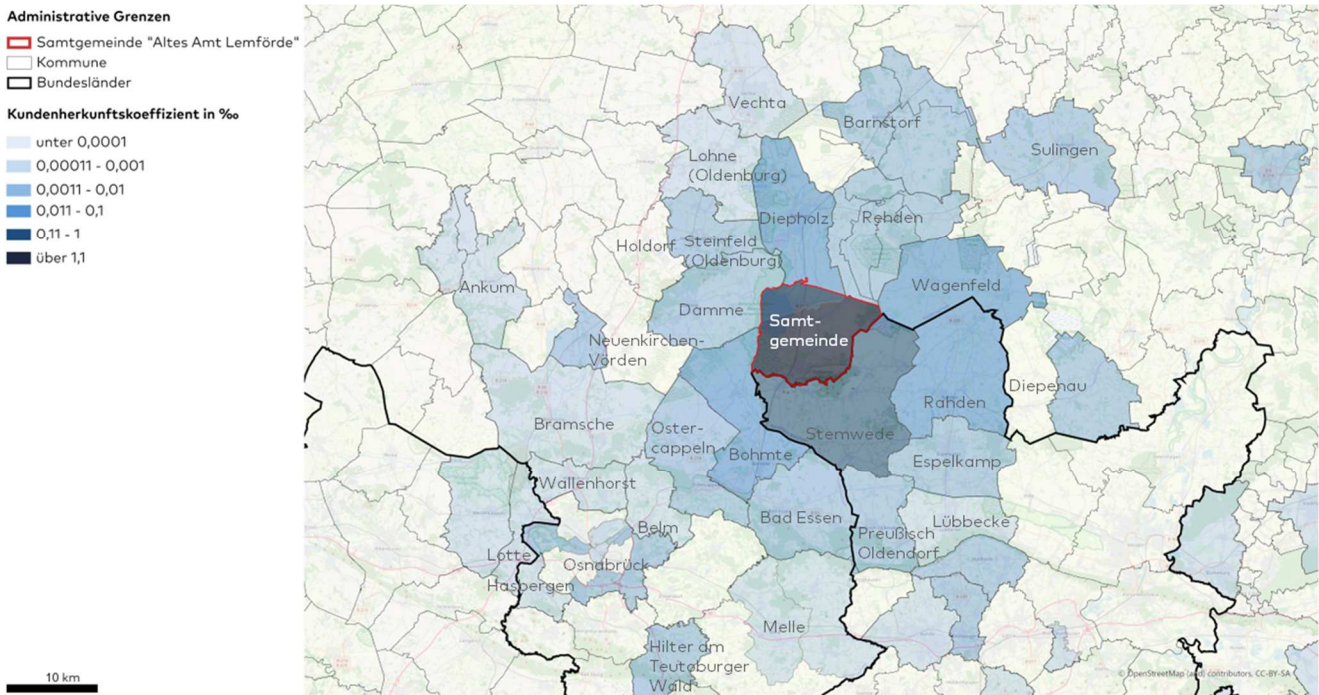 Administrative Grenzen
Samtgemeinde "Altes Amt Lemförde"
Kommune
Bundesländer
Kundenherkunftskoeffizient in ‰
unter 0,0001
0,00011 - 0,001
0,0011 - 0,01
0,011 - 0,1
0,11 - 1
über 1,1
10 km
Vechta
Barnstorf
Sulingen
Lohne
(Oldenburg)
Diepholz
Rehden
Holdorf
Steinfeld
(Oldenburg)
Ankum
Wagenfeld
Damme
Samt-
gemeinde
Neuenkirchen-
Vörden
Diepenau
Rahden
Bramsche
Oster-
cappeln
Stemwede
Bohmte
Espelkamp
Wallenhorst
Bad Essen
Lübbecke
Belm
Preußisch
Oldendorf
Lotte
Osnabrück
Hasbergen
Melle
Hilter am
Teutoburger
Wald
© OpenStreetMap (and) contributors, CC-BY-SA